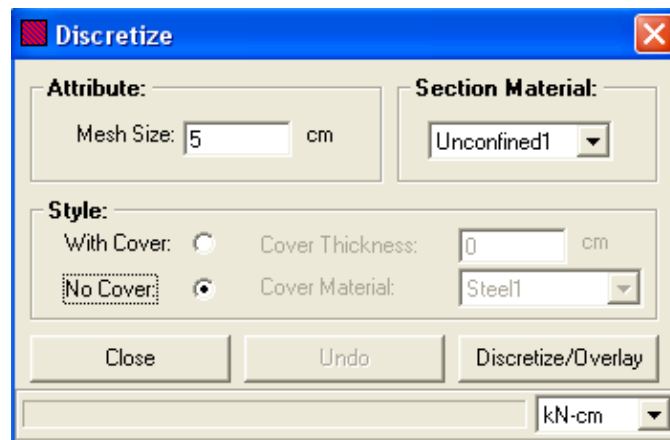 Discretize
Attribute:
Mesh Size: 5 cm
Section Material:
Unconfined1
Style:
With Cover: Cover Thickness: 0 cm
No Cover: Cover Material: Steel1
Close Undo Discretize/Overlay
kN-cm